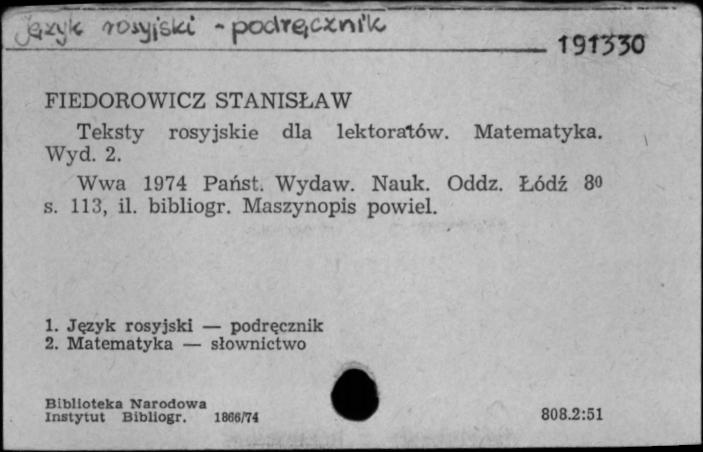 język rosyjski - podręcznik
191330
FIEDOROWICZ STANISŁAW
Teksty rosyjskie dla lektoratów. Matematyka.
Wyd. 2.
Wwa 1974 Państ. Wydaw. Nauk. Oddz. Łódź 8⁰
s. 113, il. bibliogr. Maszynopis powiel.
1. Język rosyjski — podręcznik
2. Matematyka — słownictwo
Biblioteka Narodowa
Instytut Bibliogr. 1866/74
808.2:51